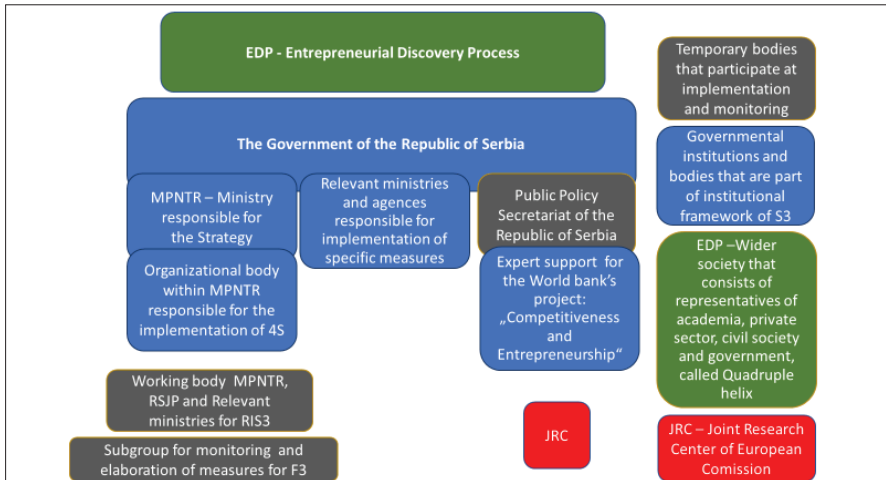 EDP - Entrepreneurial Discovery Process
The Government of the Republic of Serbia
MPNTR – Ministry
responsible for
the Strategy
Relevant ministries
and agences
responsible for
implementation of
specific measures
Public Policy
Secretariat of the
Republic of Serbia
Organizational body
within MPNTR
responsible for the
implementation of 4S
Expert support for
the World bank's
project:
„Competitiveness
and
Entrepreneurship“
Working body MPNTR,
RSJP and Relevant
ministries for RIS3
Subgroup for monitoring and
elaboration of measures for F3
JRC
Temporary bodies
that participate at
implementation
and monitoring
Governmental
institutions and
bodies that are part
of institutional
framework of S3
EDP –Wider
society that
consists of
representatives of
academia, private
sector, civil society
and government,
called Quadruple
helix
JRC – Joint Research
Center of European
Comission